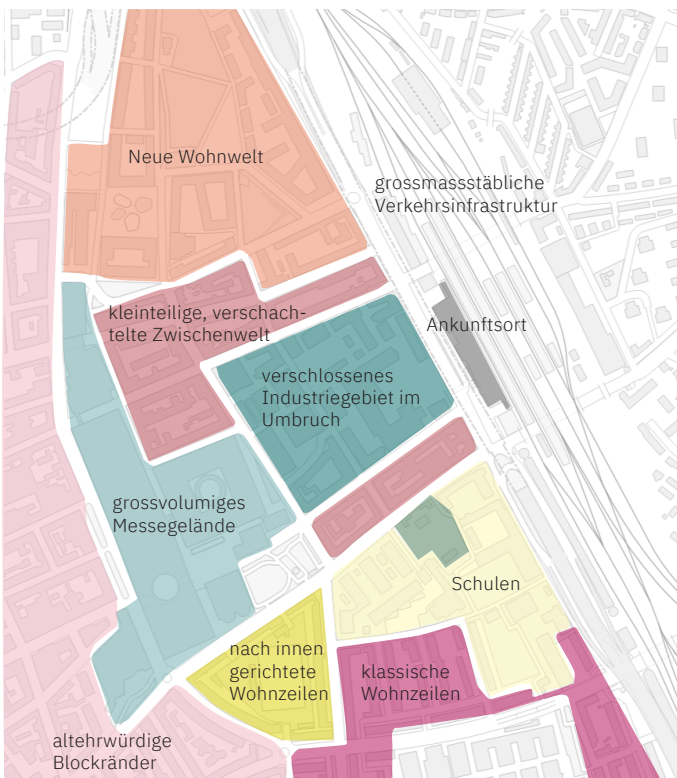 Neue Wohnwelt
grossmassstäbliche
Verkehrsinfrastruktur
kleinteilige, verschach-
telte Zwischenwelt
Ankunftsort
verschlossenes
Industriegebiet im
Umbruch
grossvolumiges
Messegelände
Schulen
nach innen
gerichtete
Wohnzeilen
klassische
Wohnzeilen
altehrwürdige
Blockränder